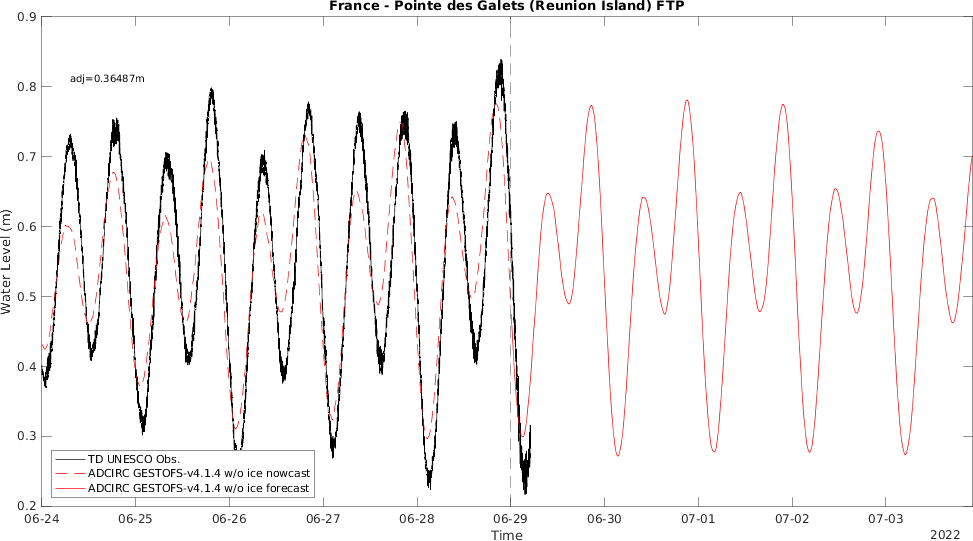 France - Pointe des Galets (Reunion Island) FTP
0.9
0.8
0.7
0.6
0.5
0.4
0.3
0.2
Water Level (m)
adj=0.36487m
TD UNESCO Obs.
ADCIRC GESTOFS-v4.1.4 w/o ice nowcast
ADCIRC GESTOFS-v4.1.4 w/o ice forecast
06-24 06-25 06-26 06-27 06-28 06-29 06-30 07-01 07-02 07-03
Time
2022